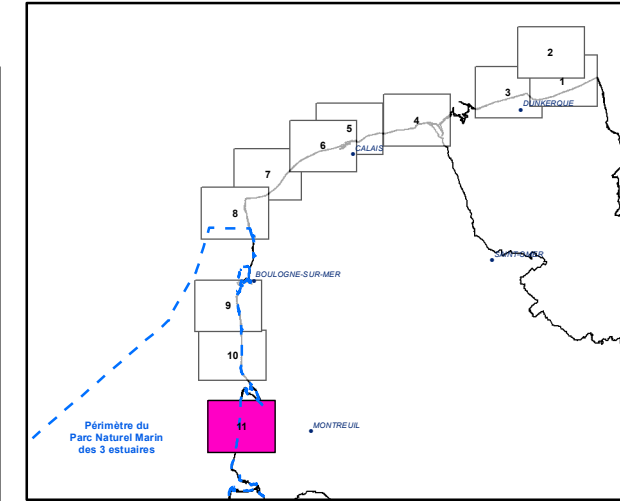 2
1
3
DUNKERQUE
4
5
6
CALAIS
7
8
SAINT-OMER
BOULOGNE-SUR-MER
9
10
11
MONTREUIL
Périmètre du
Parc Naturel Marin
des 3 estuaires